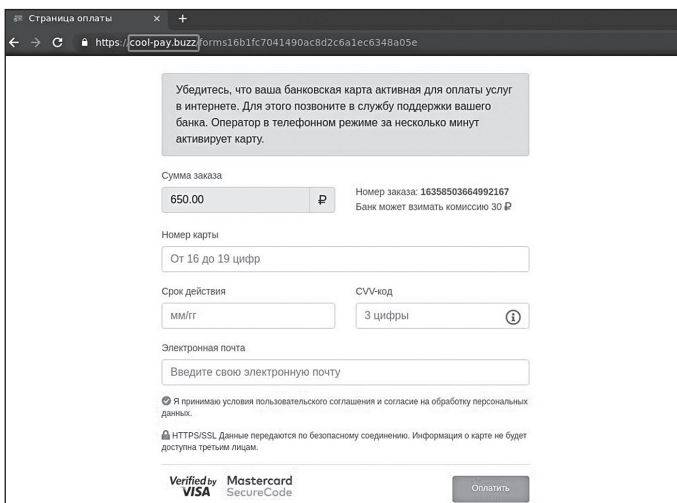 Страница оплаты × +
https://cool-pay.buzz/forms16b1fc7041490ac8d2c6a1ec6348a05e
Убедитесь, что ваша банковская карта активная для оплаты услуг
в интернете. Для этого позвоните в службу поддержки вашего
банка. Оператор в телефонном режиме за несколько минут
активирует карту.
Сумма заказа
650.00 ₽
Номер заказа: 16358503664992167
Банк может взимать комиссию 30 ₽
Номер карты
От 16 до 19 цифр
Срок действия CVV-код
мм/гг 3 цифры
Электронная почта
Введите свою электронную почту
Я принимаю условия пользовательского соглашения и согласие на обработку персональных
данных.
HTTPS/SSL Данные передаются по безопасному соединению. Информация о карте не будет
доступна третьим лицам.
Verified by Mastercard
VISA SecureCode
Оплатить